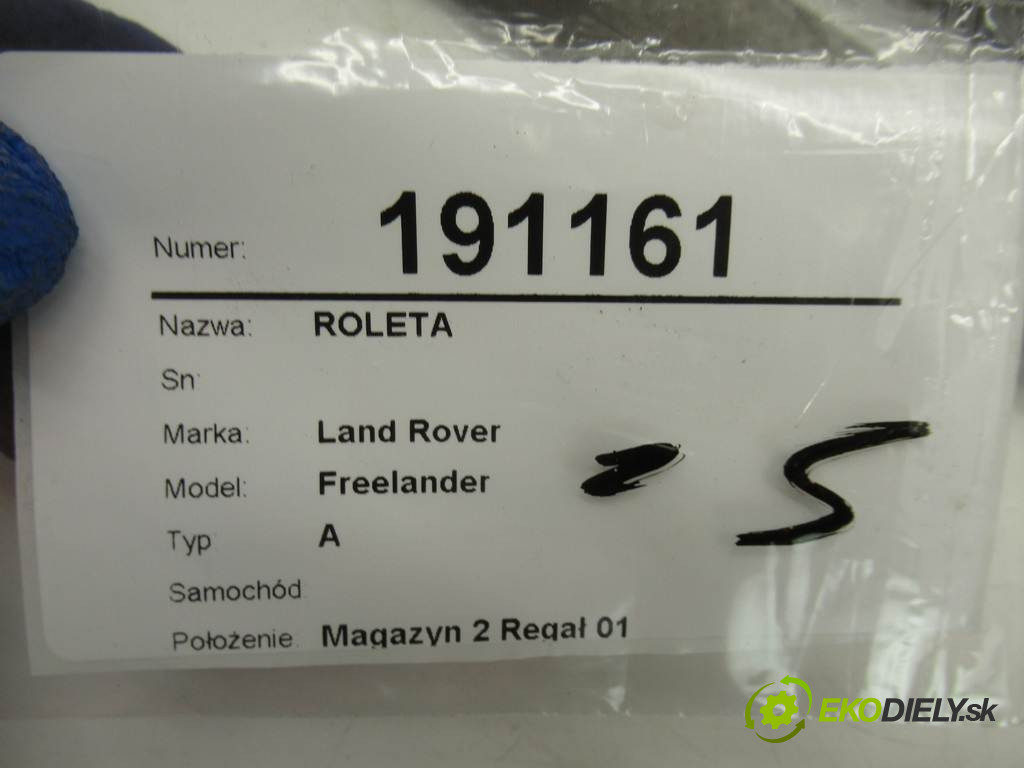 Numer: 191161
Nazwa: ROLETA
Sn:
Marka: Land Rover
Model: Freelander
Typ A
Samochód
Położenie. Magazyn 2 Regał 01
S
EKODIELY.sk